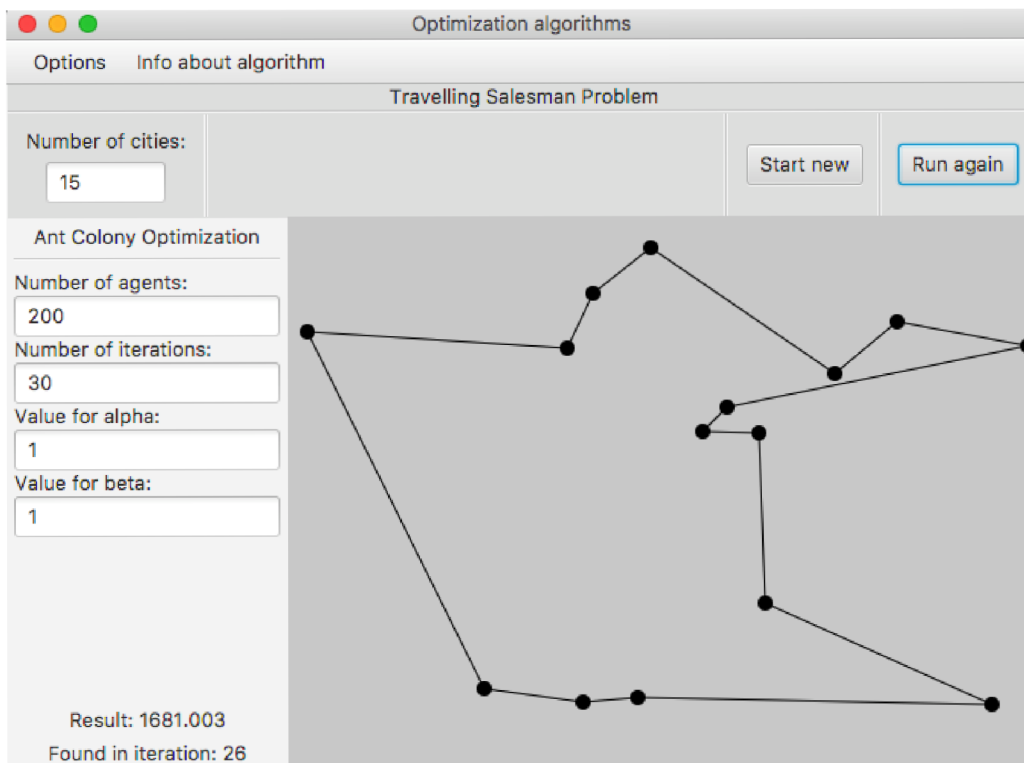 Optimization algorithms
Options Info about algorithm
Travelling Salesman Problem
Number of cities:
15
Start new
Run again
Ant Colony Optimization
Number of agents:
200
Number of iterations:
30
Value for alpha:
1
Value for beta:
1
Result: 1681.003
Found in iteration: 26